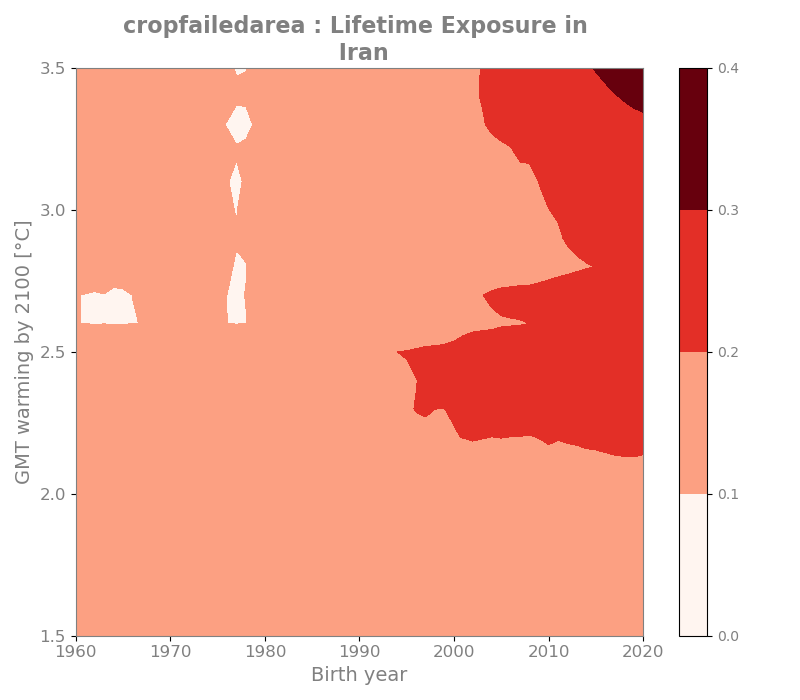 cropfailedarea : Lifetime Exposure in
Iran
3.5
3.0
2.5
2.0
1.5
GMT warming by 2100 [°C]
1960 1970 1980 1990 2000 2010 2020
Birth year
0.4
0.3
0.2
0.1
0.0